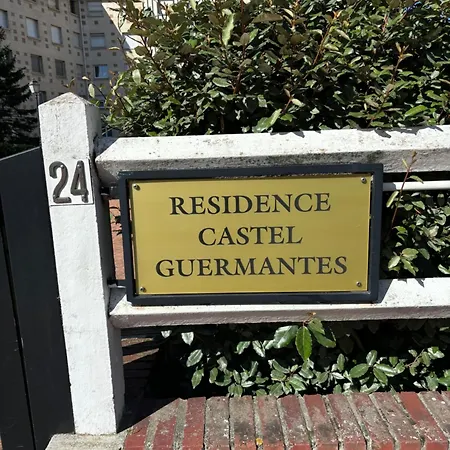 24
RESIDENCE
CASTEL
GUERMANTES